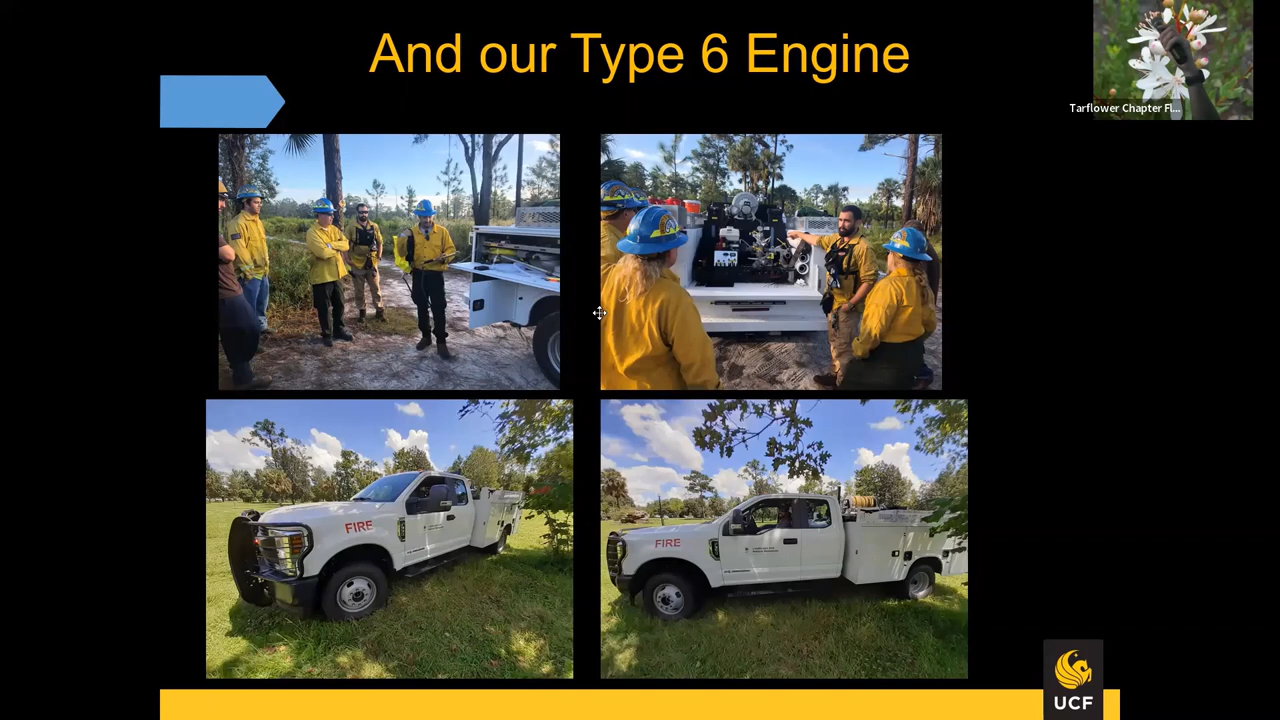 And our Type 6 Engine
Tarflower Chapter Fl...
FIRE
FIRE
UCF